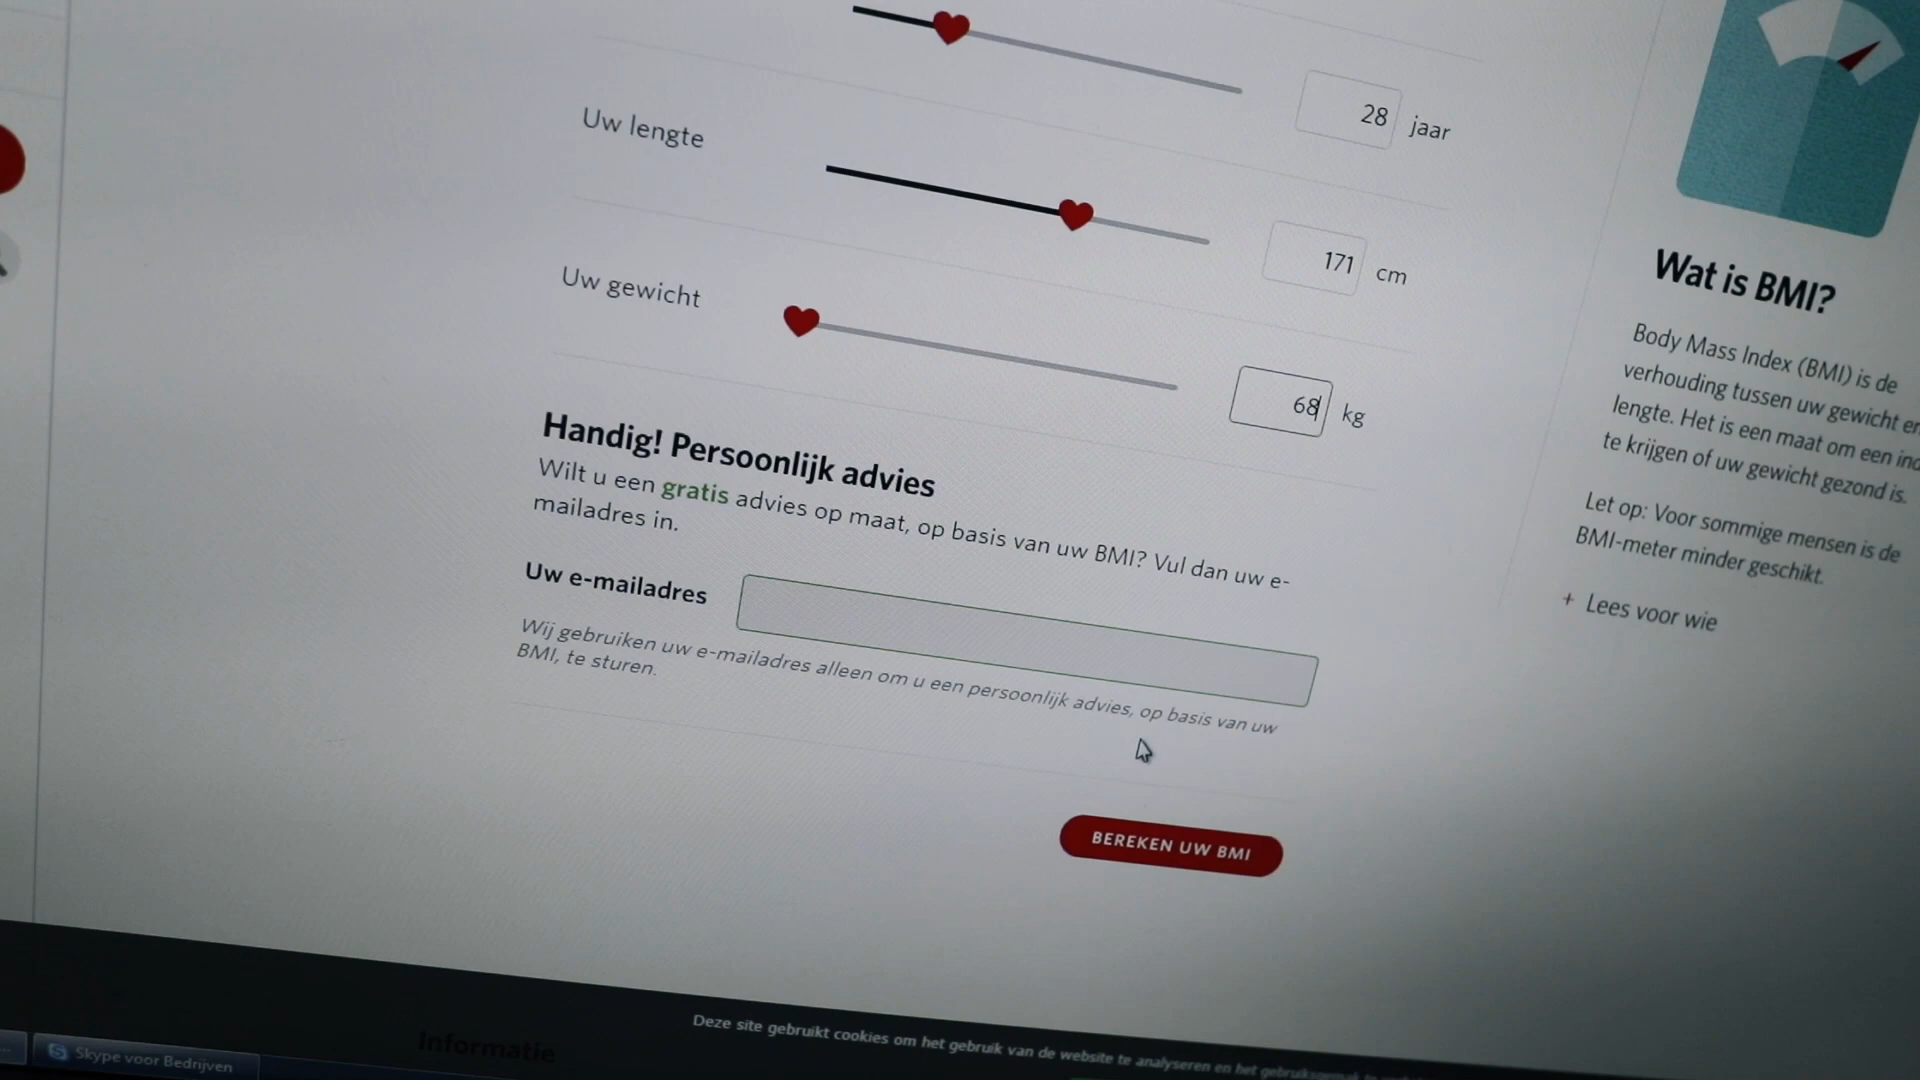 28 jaar
Uw lengte
171 cm
Uw gewicht
68 kg
Handig! Persoonlijk advies
Wilt u een gratis advies op maat, op basis van uw BMI? Vul dan uw e-
mailadres in.
Uw e-mailadres
Wij gebruiken uw e-mailadres alleen om u een persoonlijk advies, op basis van uw
BMI, te sturen.
BEREKEN UW BMI
Wat is BMI?
Body Mass Index (BMI) is de
verhouding tussen uw gewicht en
lengte. Het is een maat om een ind
te krijgen of uw gewicht gezond is.
Let op: Voor sommige mensen is de
BMI-meter minder geschikt.
+ Lees voor wie
Informatie
Deze site gebruikt cookies om het gebruik van de website te analyseren en het
Skype voor Bedrijven